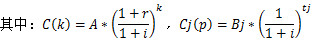 其中：C(k) = A * ((1+r)/(1+i))^k ，Cj(p) = Bj * (1/(1+i))^tj